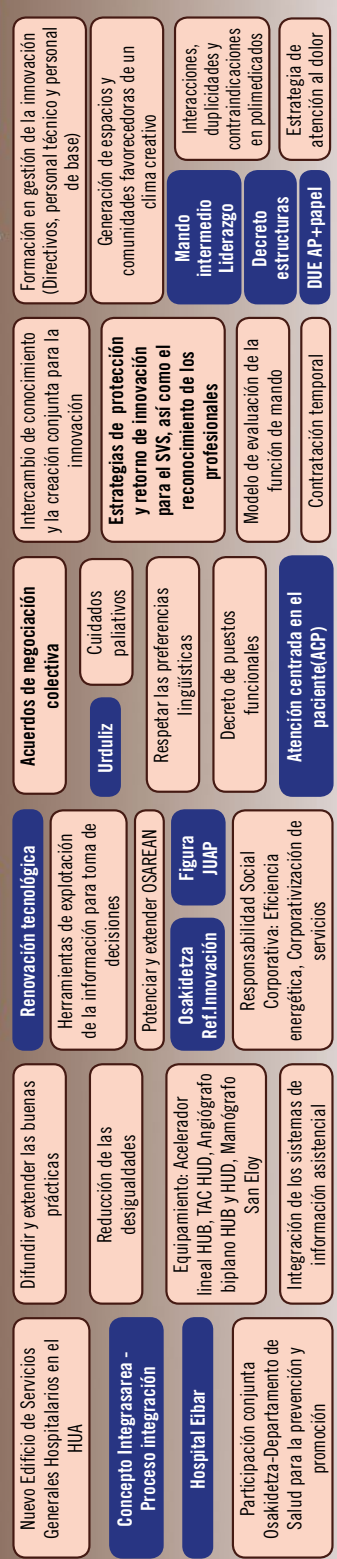 Nuevo Edificio de Servicios
Generales Hospitalarios en el
HUA
Concepto Integrasarea -
Proceso integración
Hospital Eibar
Participación conjunta
Osakidetza-Departamento de
Salud para la prevención y
promoción
Difundir y extender las buenas
prácticas
Reducción de las
desigualdades
Equipamiento: Acelerador
lineal HUB, TAC HUD, Angiógrafo
biplano HUB y HUD, Mamógrafo
San Eloy
Integración de los sistemas de
información asistencial
Renovación tecnológica
Herramientas de explotación
de la información para toma de
decisiones
Potenciar y extender OSAREAN
Osakidetza
Ref.Innovación
Figura
JUAP
Responsabilidad Social
Corporativa: Eficiencia
energética, Corporativización de
servicios
Acuerdos de negociación
colectiva
Urduliz
Cuidados
paliativos
Respetar las preferencias
lingüísticas
Decreto de puestos
funcionales
Atención centrada en el
paciente(ACP)
Intercambio de conocimiento
y la creación conjunta para la
innovación
Estrategias de protección
y retorno de innovación
para el SVS, así como el
reconocimiento de los
profesionales
Modelo de evaluación de la
función de mando
Contratación temporal
Formación en gestión de la innovación
(Directivos, personal técnico y personal
de base)
Generación de espacios y
comunidades favorecedoras de un
clima creativo
Mando
intermedio
Liderazgo
Interacciones,
duplicidades y
contraindicaciones
en polimedicados
Decreto
estructuras
DUE AP+papel
Estrategia de
atención al dolor